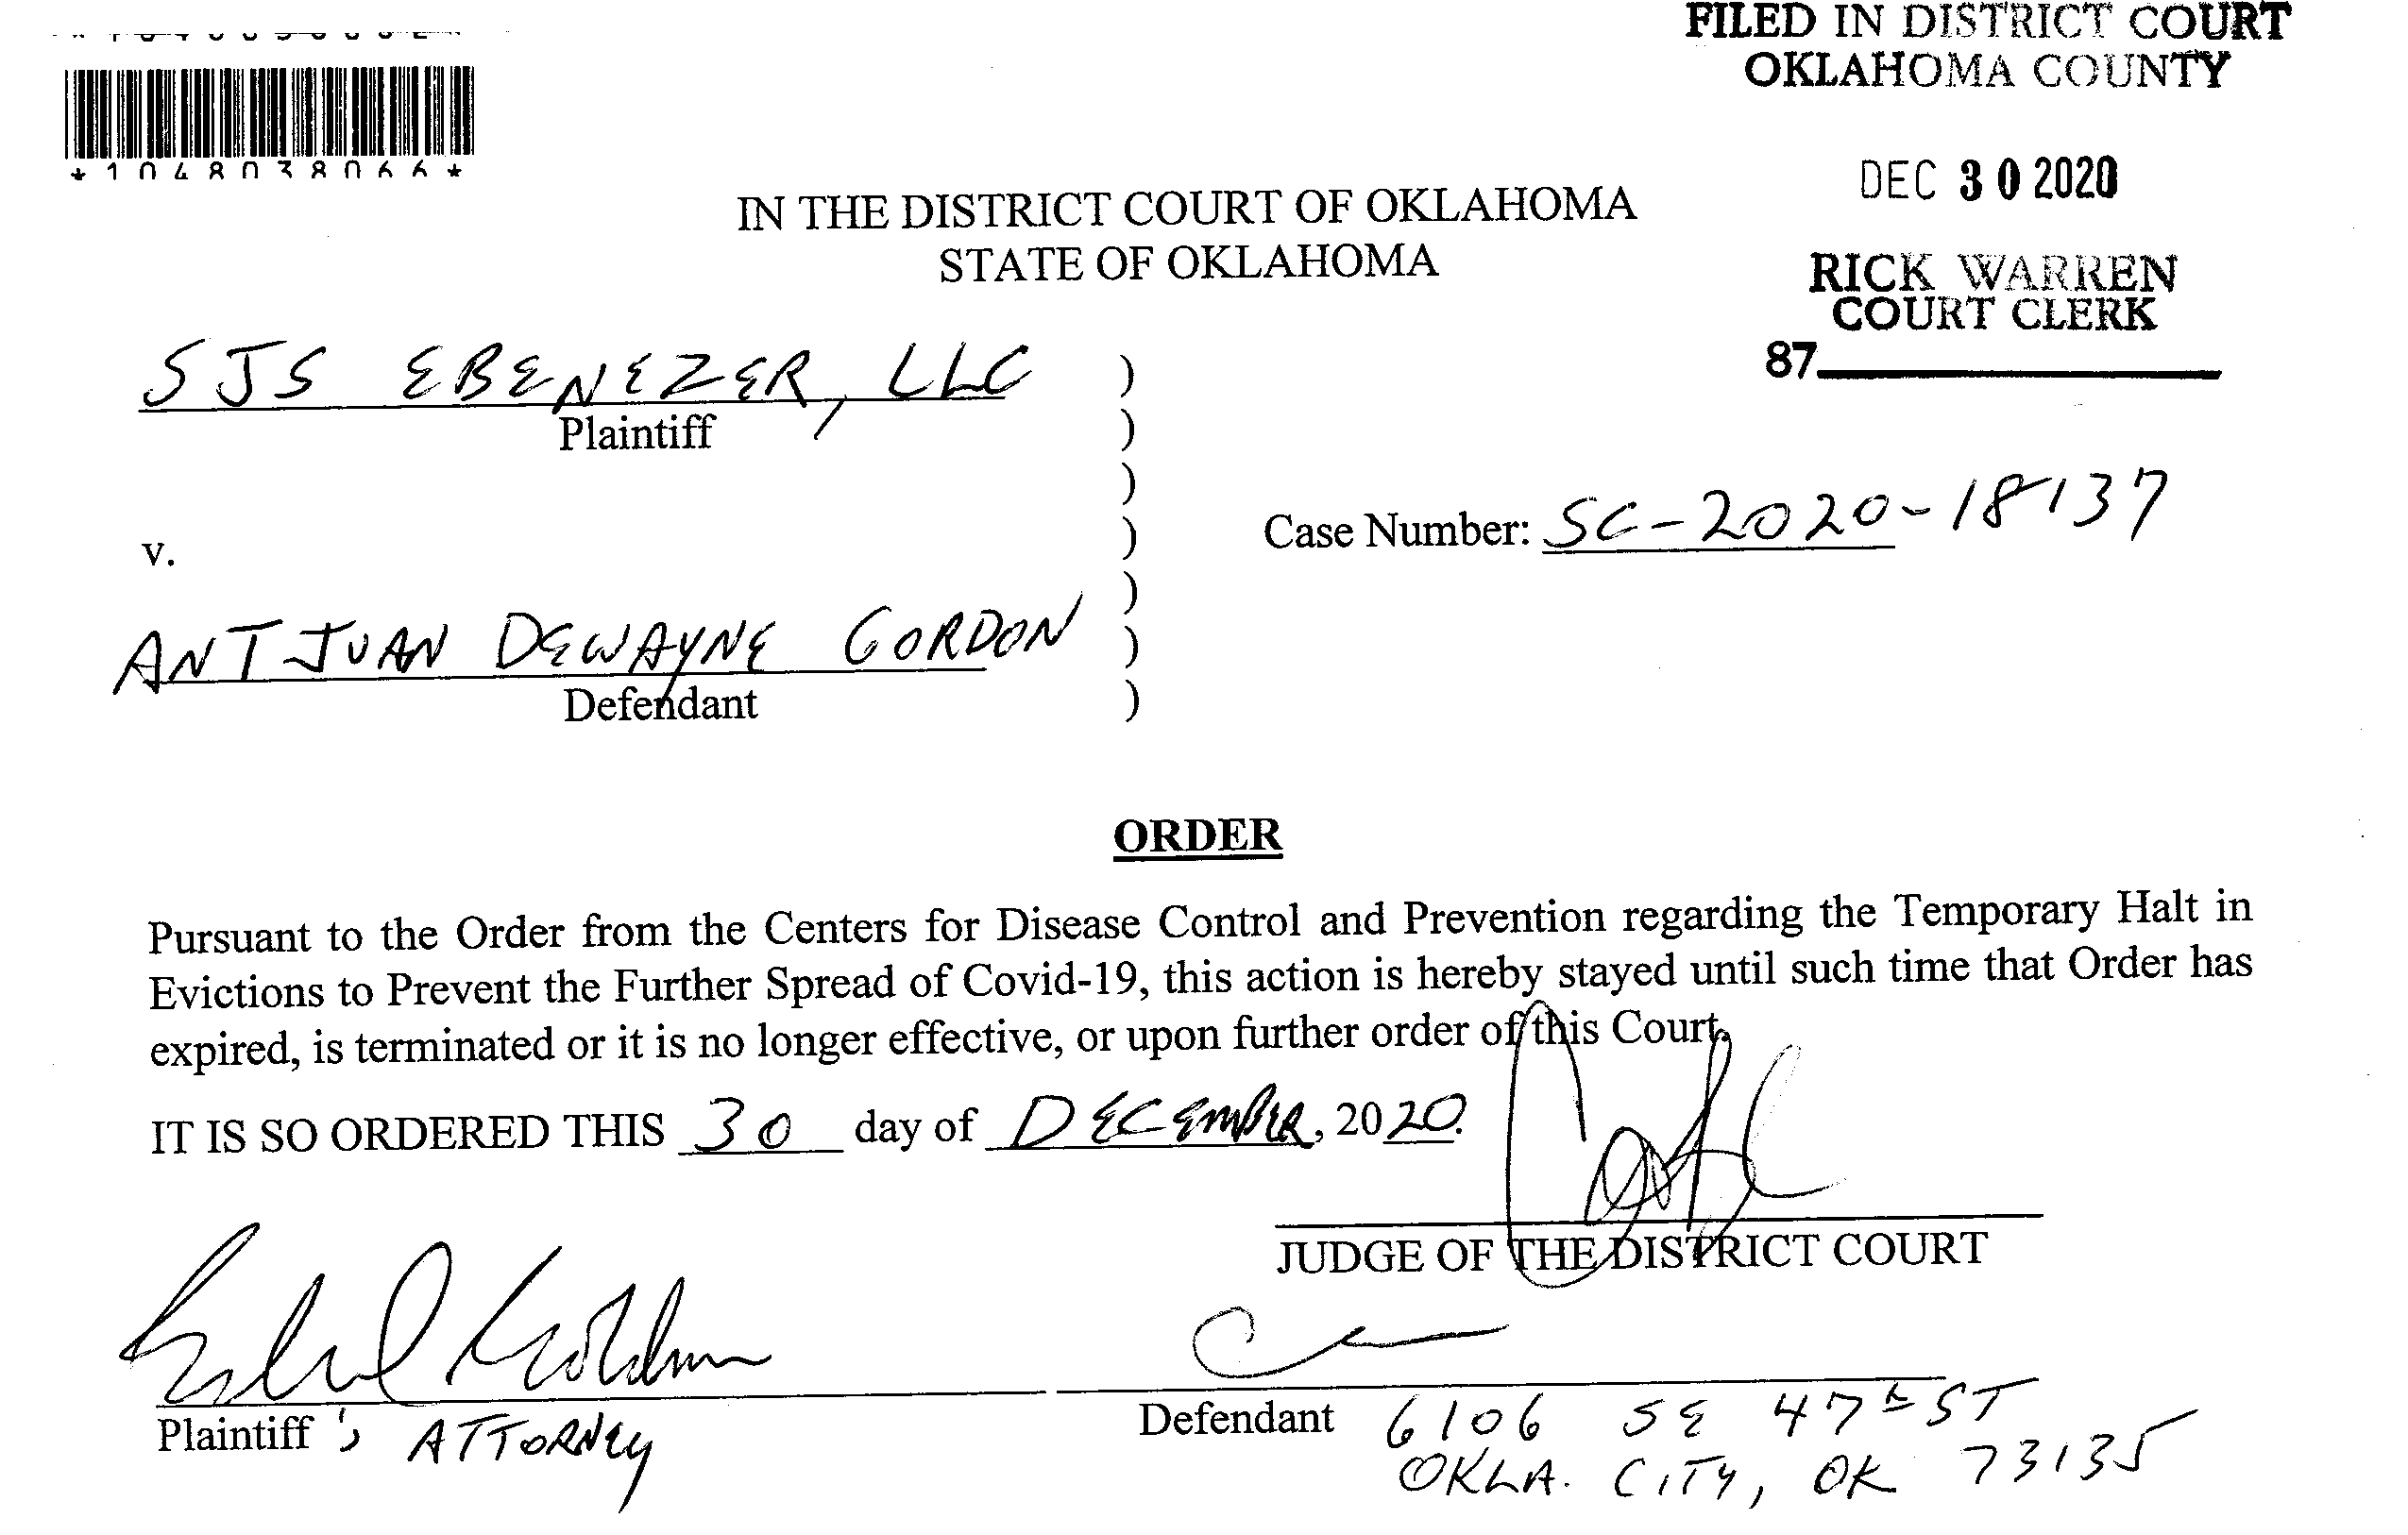 FILED IN DISTRICT COURT
OKLAHOMA COUNTY
*1048038066*
DEC 30 2020
IN THE DISTRICT COURT OF OKLAHOMA
STATE OF OKLAHOMA
RICK WARREN
COURT CLERK
87
SJS EBENEZER, LLC )
Plaintiff )
)
Case Number: SC-2020-18137
v. )
)
ANTJUAN DEWAYNE GORDON )
Defendant )
ORDER
Pursuant to the Order from the Centers for Disease Control and Prevention regarding the Temporary Halt in
Evictions to Prevent the Further Spread of Covid-19, this action is hereby stayed until such time that Order has
expired, is terminated or it is no longer effective, or upon further order of this Court.
IT IS SO ORDERED THIS 30 day of DECEMBER, 2020.
JUDGE OF THE DISTRICT COURT
Plaintiff's ATTORNEY
Defendant 6106 SE 47th ST
OKLA. CITY, OK 73135